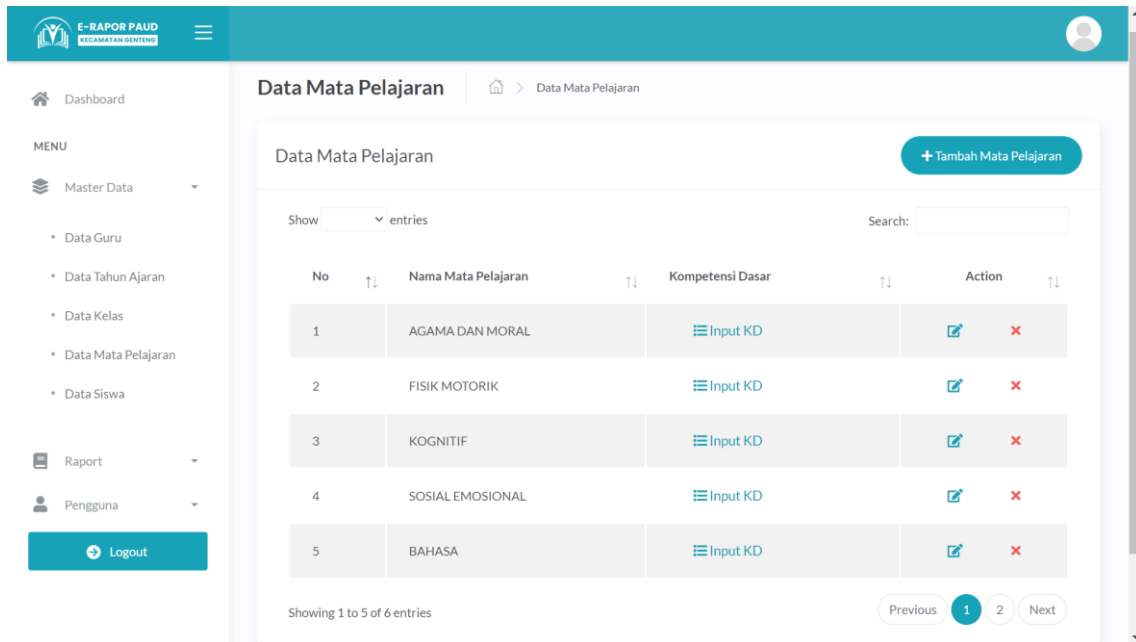 E-RAPOR PAUD
KECAMATAN GENTENG
Dashboard
MENU
Master Data
Data Guru
Data Tahun Ajaran
Data Kelas
Data Mata Pelajaran
Data Siswa
Raport
Pengguna
Logout
Data Mata Pelajaran > Data Mata Pelajaran
Data Mata Pelajaran + Tambah Mata Pelajaran
Show entries Search:
No Nama Mata Pelajaran Kompetensi Dasar Action
1 AGAMA DAN MORAL Input KD
2 FISIK MOTORIK Input KD
3 KOGNITIF Input KD
4 SOSIAL EMOSIONAL Input KD
5 BAHASA Input KD
Showing 1 to 5 of 6 entries Previous 1 2 Next